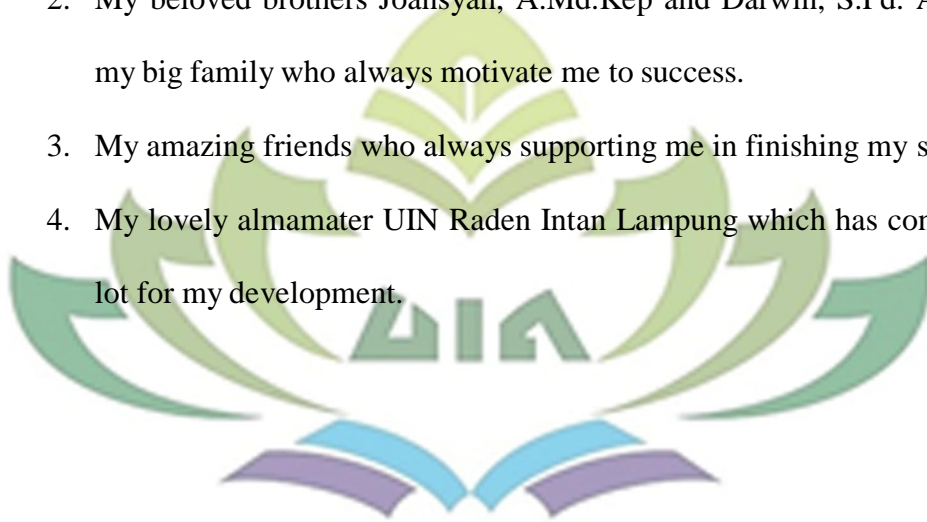 2. My beloved brothers Joansyah, A.Md.Kep and Darwin, S.Pd.
my big family who always motivate me to success.
3. My amazing friends who always supporting me in finishing my
4. My lovely almamater UIN Raden Intan Lampung which has
lot for my development.
UIN